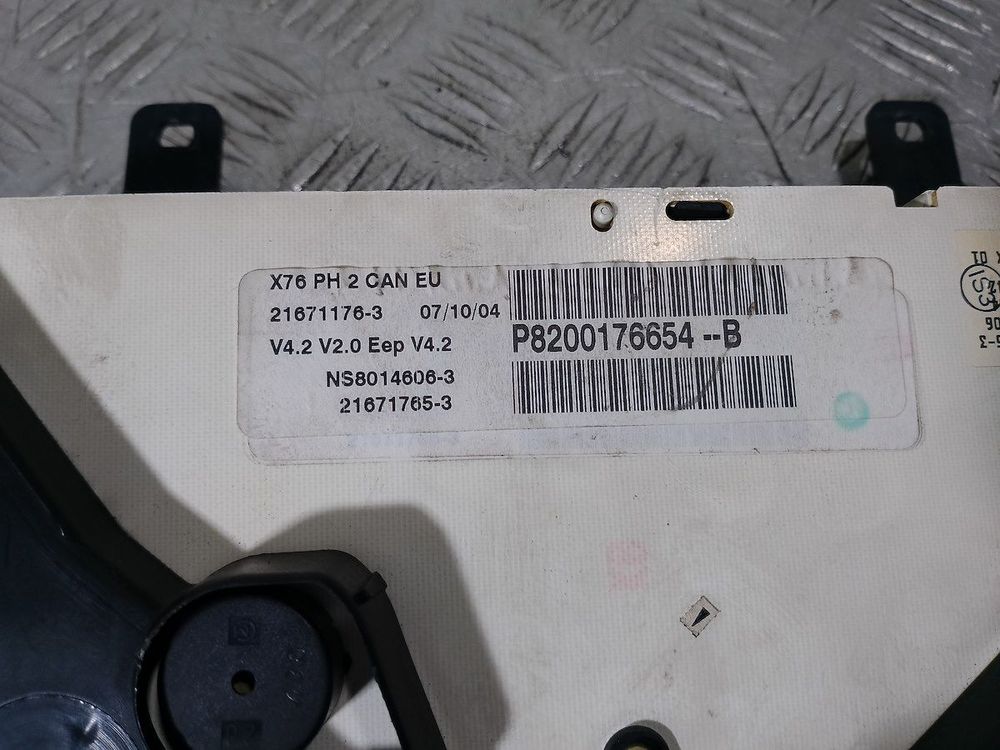 X76 PH 2 CAN EU
21671176-3 07/10/04
V4.2 V2.0 Eep V4.2
P8200176654 --B
NS8014606-3
21671765-3